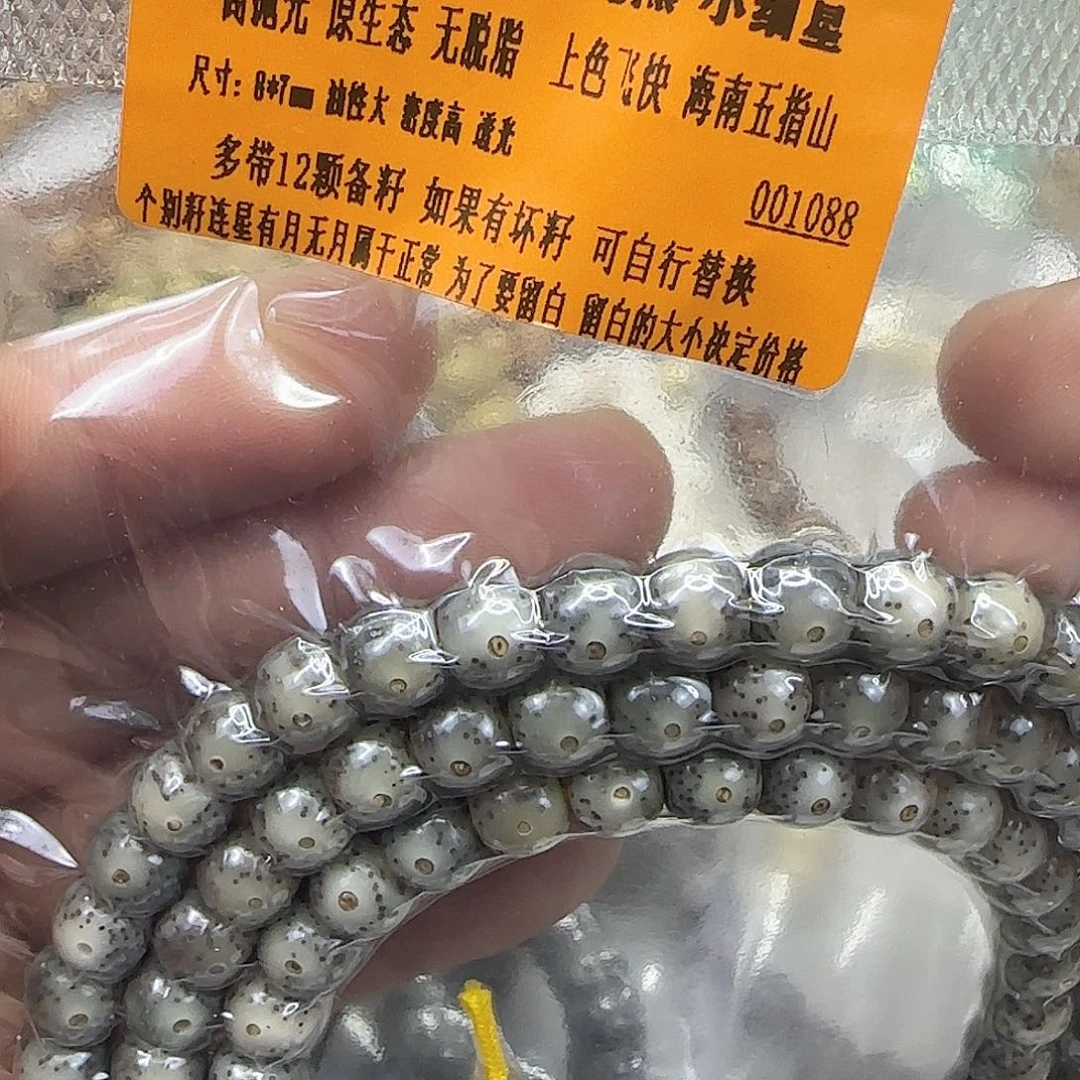 高抛光 原生态 无脱脂 上色飞快 海南五指山
尺寸：8*7mm 油性大 密度高 透光
多带12颗备籽 如果有坏籽 可自行替换
001088
个别籽连星有月无月属于正常 为了要留白 留白的大小决定价格